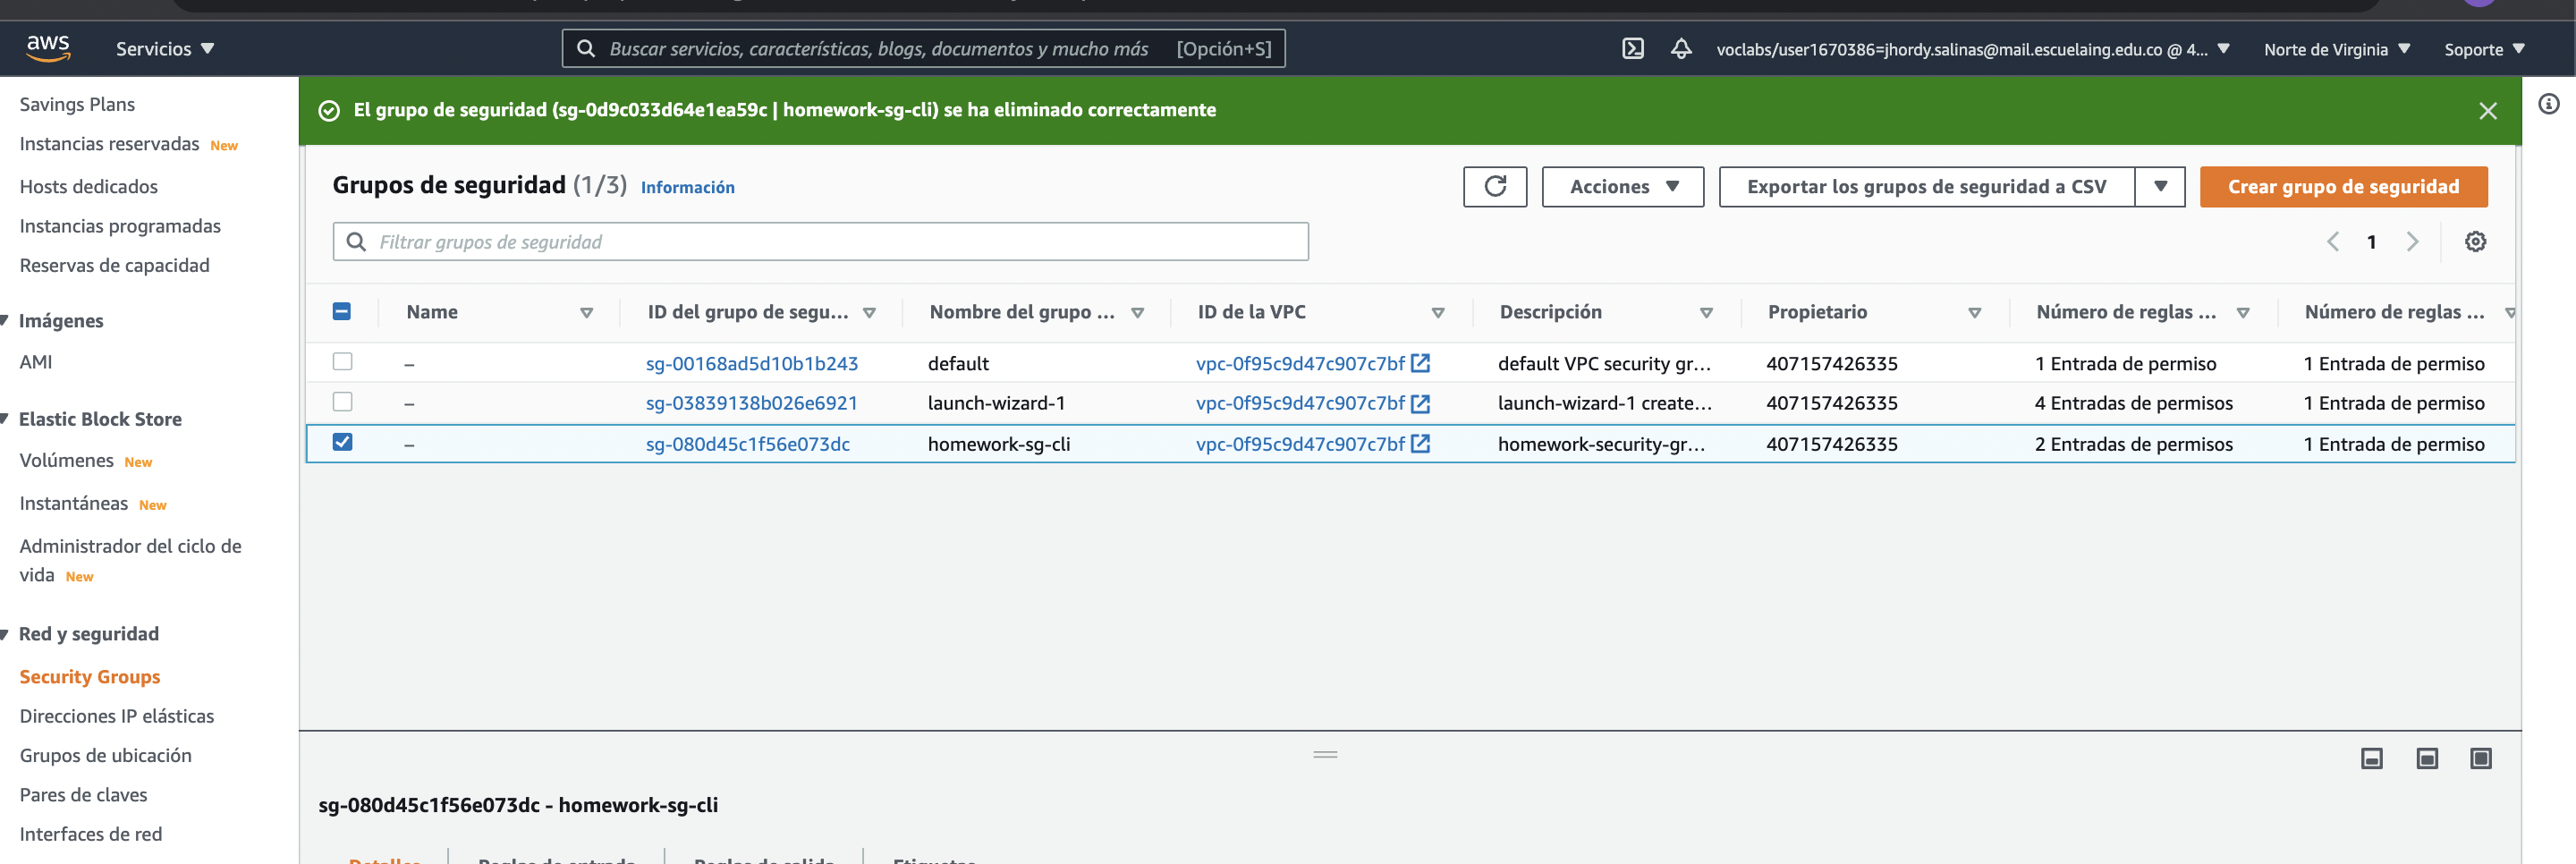 aws
Servicios
Buscar servicios, características, blogs, documentos y mucho más [Opción+S]
voclabs/user1670386=jhordy.salinas@mail.escuelaing.edu.co @ 4...
Norte de Virginia
Soporte
Savings Plans
Instancias reservadas New
Hosts dedicados
Instancias programadas
Reservas de capacidad
Imágenes
AMI
Elastic Block Store
Volúmenes New
Instantáneas New
Administrador del ciclo de
vida New
Red y seguridad
Security Groups
Direcciones IP elásticas
Grupos de ubicación
Pares de claves
Interfaces de red
El grupo de seguridad (sg-0d9c033d64e1ea59c | homework-sg-cli) se ha eliminado correctamente
Grupos de seguridad (1/3) Información
Acciones
Exportar los grupos de seguridad a CSV
Crear grupo de seguridad
Filtrar grupos de seguridad
1
Name ID del grupo de segu... Nombre del grupo ... ID de la VPC Descripción Propietario Número de reglas ... Número de reglas ...
– sg-00168ad5d10b1b243 default vpc-0f95c9d47c907c7bf default VPC security gr... 407157426335 1 Entrada de permiso 1 Entrada de permiso
– sg-03839138b026e6921 launch-wizard-1 vpc-0f95c9d47c907c7bf launch-wizard-1 create... 407157426335 4 Entradas de permisos 1 Entrada de permiso
– sg-080d45c1f56e073dc homework-sg-cli vpc-0f95c9d47c907c7bf homework-security-gr... 407157426335 2 Entradas de permisos 1 Entrada de permiso
sg-080d45c1f56e073dc - homework-sg-cli
Detalles Reglas de entrada Reglas de salida Etiquetas